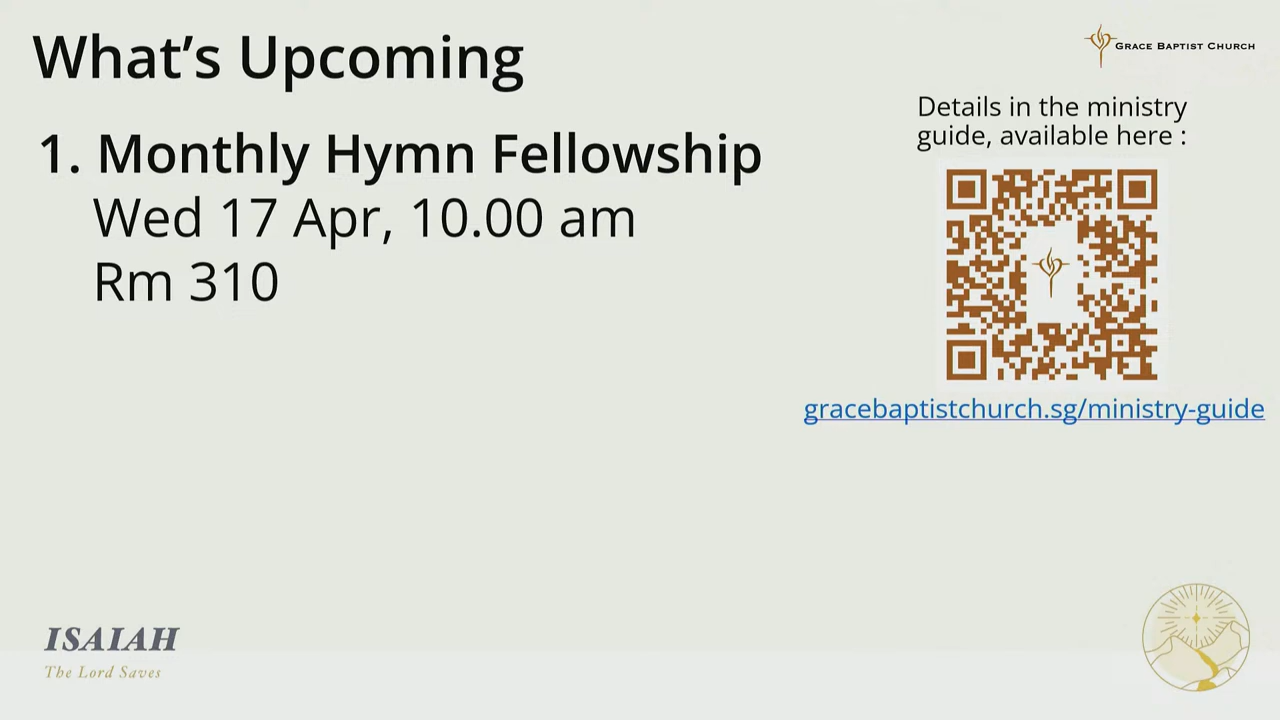 What's Upcoming
GRACE BAPTIST CHURCH
1. Monthly Hymn Fellowship
Wed 17 Apr, 10.00 am
Rm 310
Details in the ministry
guide, available here :
gracebaptistchurch.sg/ministry-guide
ISAIAH
The Lord Saves